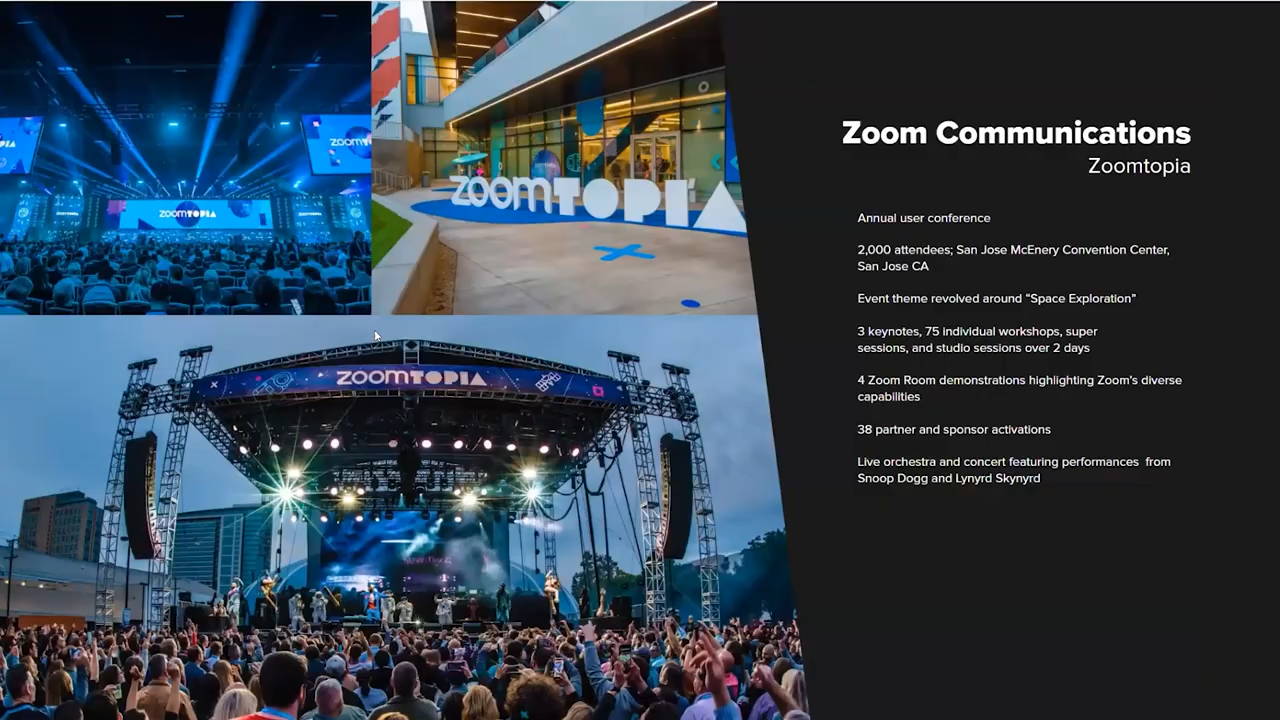 ZOOMTOPIA
ZOOMTOPIA
ZOOMTOPIA
Zoom Communications
Zoomtopia
Annual user conference
2,000 attendees; San Jose McEnery Convention Center,
San Jose CA
Event theme revolved around “Space Exploration”
3 keynotes, 75 individual workshops, super
sessions, and studio sessions over 2 days
4 Zoom Room demonstrations highlighting Zoom’s diverse
capabilities
38 partner and sponsor activations
Live orchestra and concert featuring performances  from
Snoop Dogg and Lynyrd Skynyrd